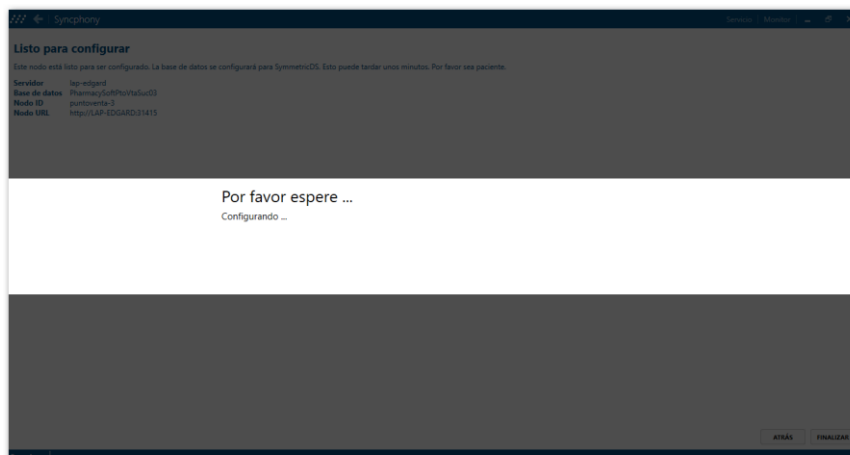 Syncphony
Servicio Monitor
Listo para configurar
Este nodo está listo para ser configurado. La base de datos se configurará para SymmetricDS. Esto puede tardar unos minutos. Por favor sea paciente.
Servidor lap-edgard
Base de datos PharmacySoftPtoVtaSuc03
Nodo ID puntoventa-3
Nodo URL http://LAP-EDGARD:31415
Por favor espere ...
Configurando ...
ATRÁS FINALIZAR